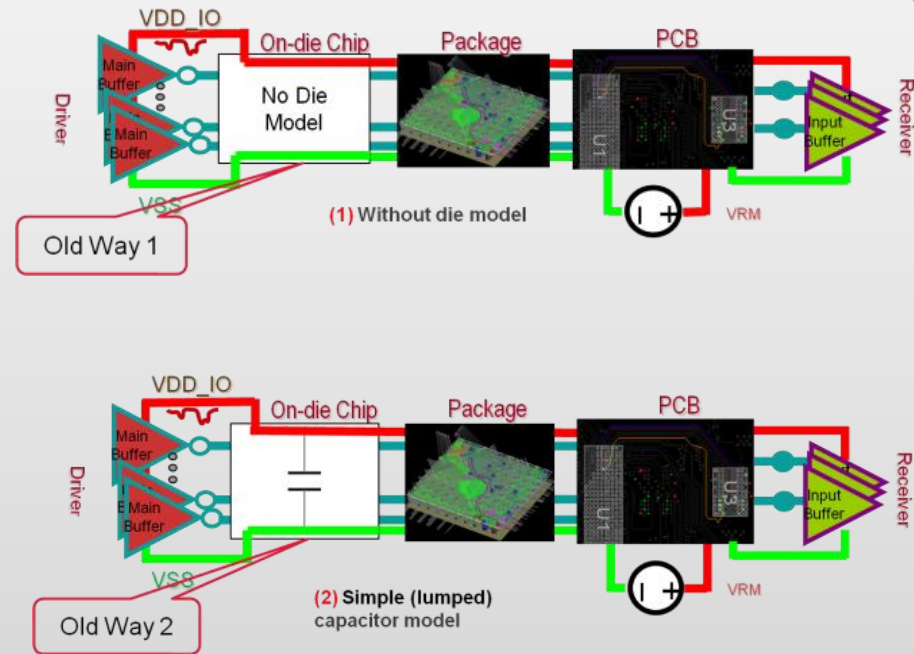 VDD_IO
On-die Chip
Package
PCB
Driver
Main
Buffer
Main
Buffer
No Die
Model
U1
U3
Input
Buffer
Receiver
VSS
(1) Without die model
VRM
Old Way 1
VDD_IO
On-die Chip
Package
PCB
Driver
Main
Buffer
Main
Buffer
U1
U3
Input
Buffer
Receiver
VSS
(2) Simple (lumped)
capacitor model
VRM
Old Way 2